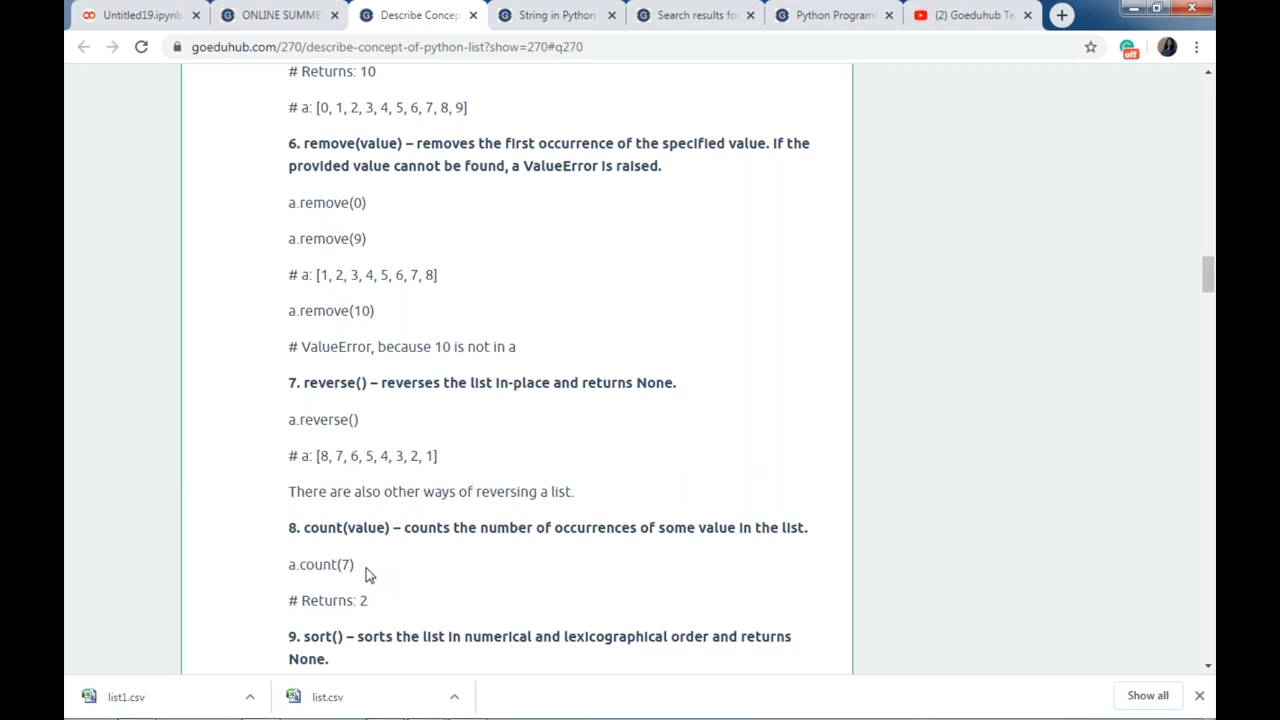 Untitled19.ipynb
ONLINE SUMME
Describe Concep
String in Python
Search results fo
Python Program
(2) Goeduhub Te
goeduhub.com/270/describe-concept-of-python-list?show=270#q270
off
# Returns: 10
# a: [0, 1, 2, 3, 4, 5, 6, 7, 8, 9]
6. remove(value) – removes the first occurrence of the specified value. If the
provided value cannot be found, a ValueError is raised.
a.remove(0)
a.remove(9)
# a: [1, 2, 3, 4, 5, 6, 7, 8]
a.remove(10)
# ValueError, because 10 is not in a
7. reverse() – reverses the list in-place and returns None.
a.reverse()
# a: [8, 7, 6, 5, 4, 3, 2, 1]
There are also other ways of reversing a list.
8. count(value) – counts the number of occurrences of some value in the list.
a.count(7)
# Returns: 2
9. sort() – sorts the list in numerical and lexicographical order and returns
None.
list1.csv
list.csv
Show all